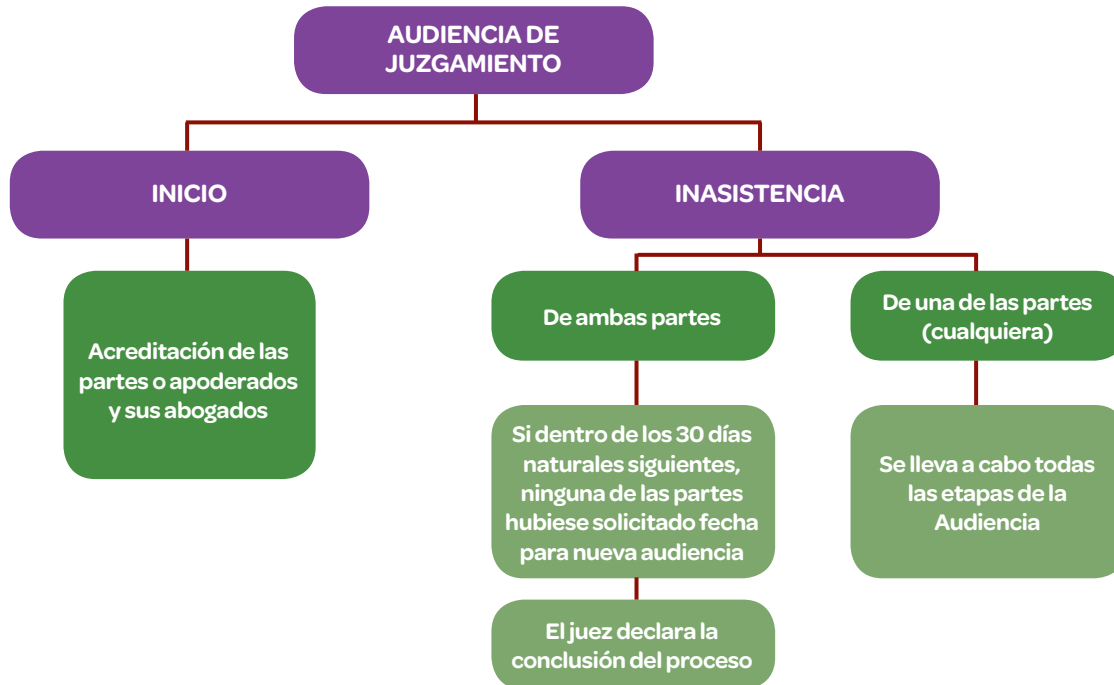 AUDIENCIA DE
JUZGAMIENTO
INICIO
INASISTENCIA
Acreditación de las
partes o apoderados
y sus abogados
De ambas partes
De una de las partes
(cualquiera)
Si dentro de los 30 días
naturales siguientes,
ninguna de las partes
hubiese solicitado fecha
para nueva audiencia
Se lleva a cabo todas
las etapas de la
Audiencia
El juez declara la
conclusión del proceso